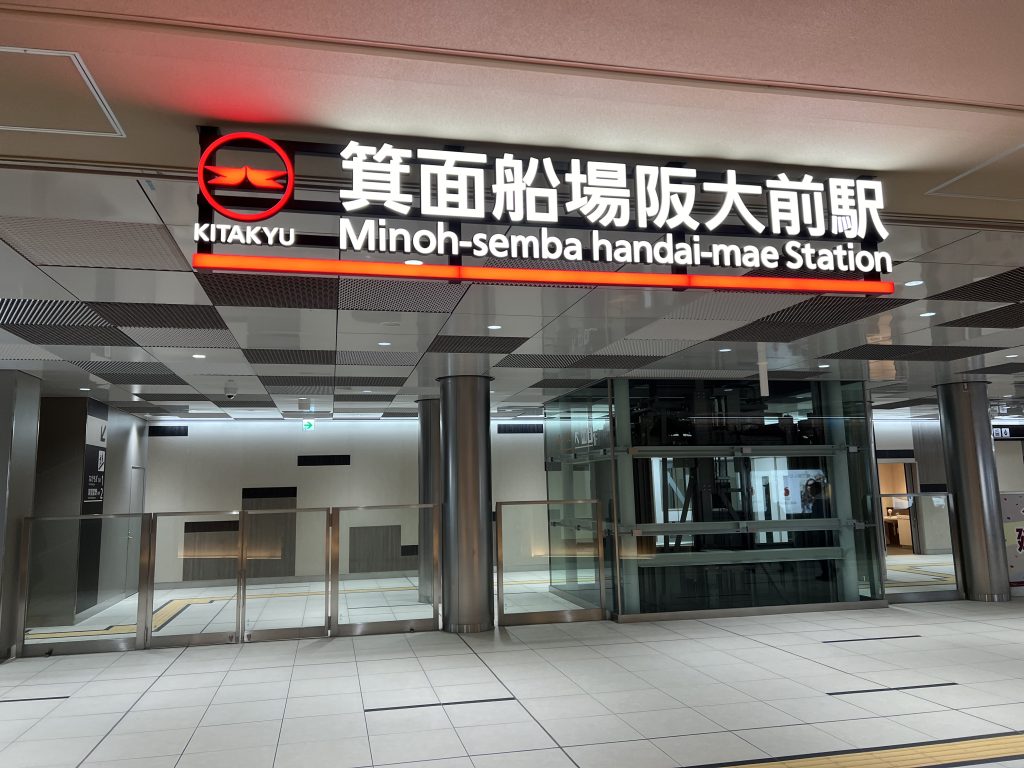 箕面船場阪大前駅
KITAKYU
Minoh-semba handai-mae Station